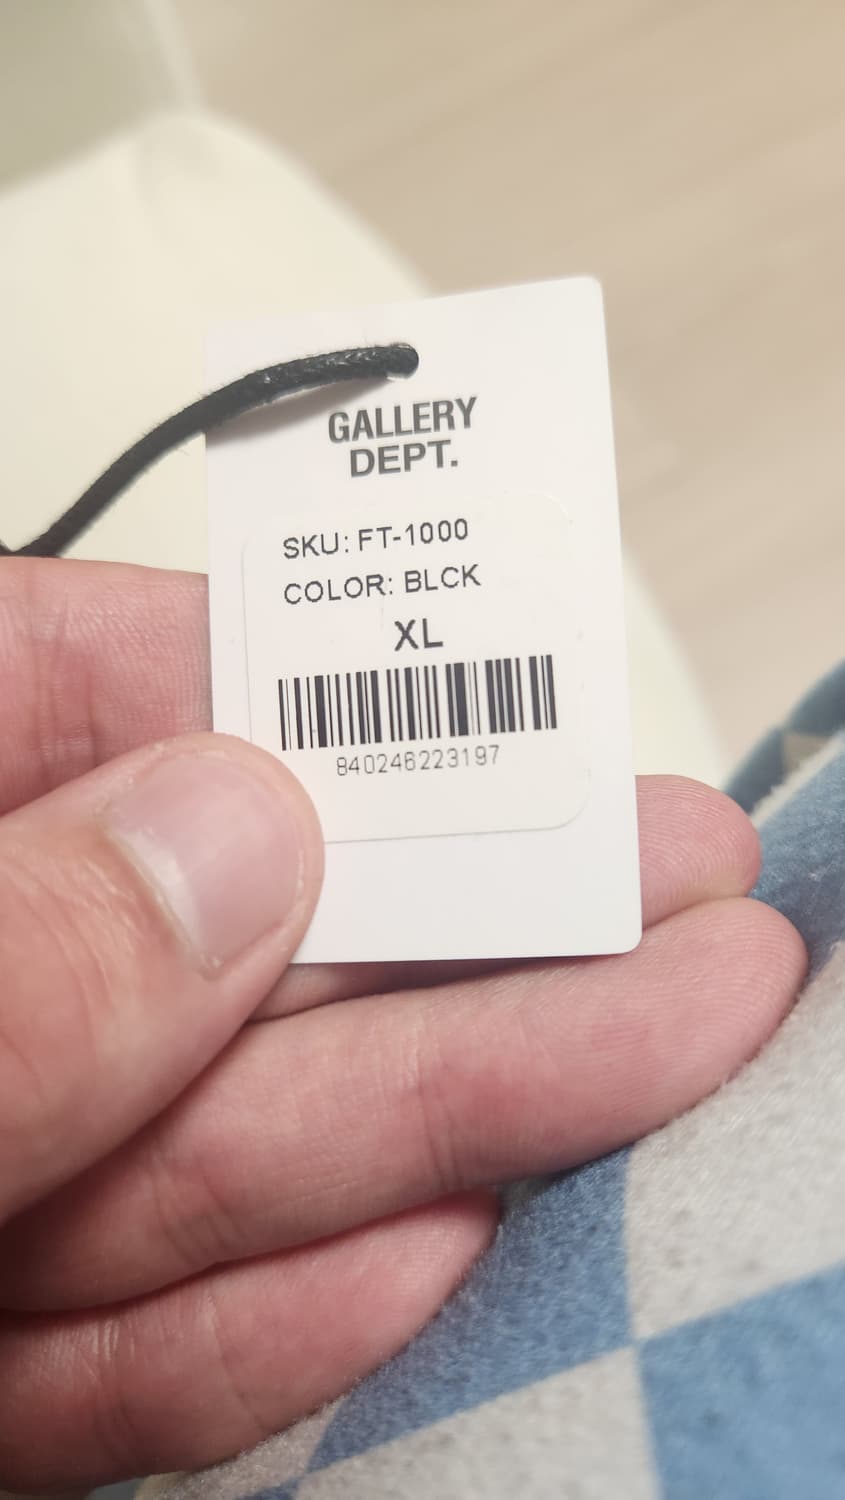 GALLERY
DEPT.
SKU: FT-1000
COLOR: BLCK
XL
840246223197